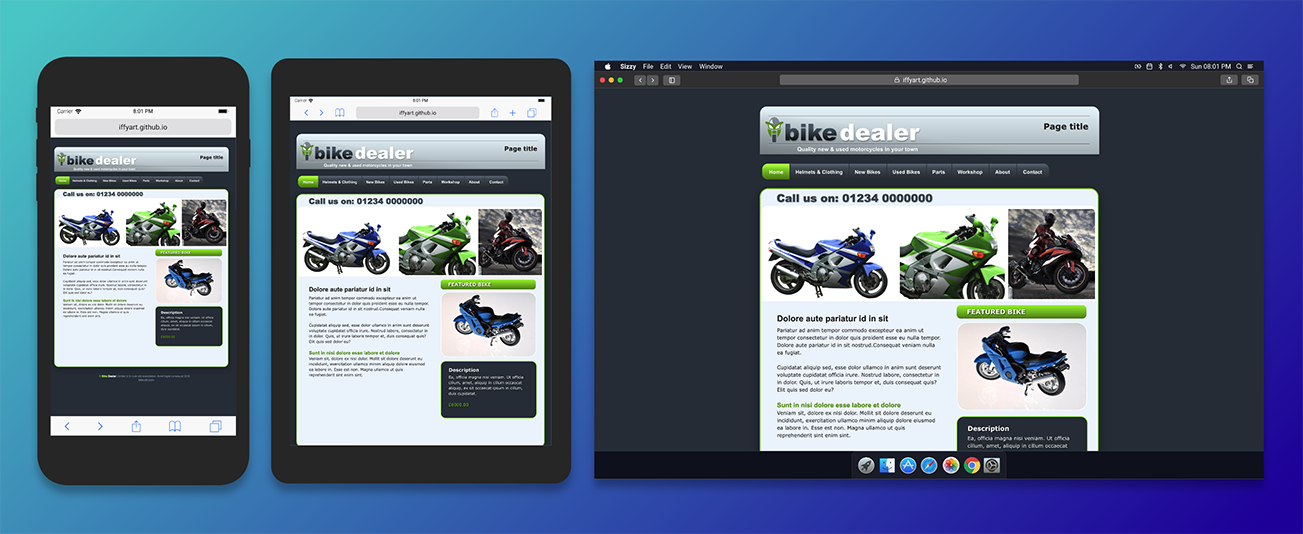 Carrier
8:01 PM
iffyart.github.io
bikedealer
Page title
Quality new & used motorcycles in your town
Home Helmets & Clothing New Bikes Used Bikes Parts Workshop About Contact
Call us on: 01234 0000000
Dolore aute pariatur id in sit
FEATURED BIKE
Sunt in nisi dolore esse labore et dolore
Description
Carrier
8:01 PM
iffyart.github.io
bikedealer
Page title
Quality new & used motorcycles in your town
Home Helmets & Clothing New Bikes Used Bikes Parts Workshop About Contact
Call us on: 01234 0000000
Dolore aute pariatur id in sit
Pariatur ad anim tempor commodo excepteur ea anim ut
tempor consectetur in dolor quis proident esse eu nulla tempor.
Dolore aute pariatur id in sit nostrud.Consequat veniam nulla
ea fugiat.
Cupidatat aliquip sed, esse dolor ullamco in anim sunt deserunt
voluptate cupidatat officia irure. Nostrud labore, consectetur in
in dolor. Quis, ut irure laboris tempor et, duis consequat quis?
Elit quis sed dolor eu?
Sunt in nisi dolore esse labore et dolore
Veniam sit, dolore ex nisi dolor. Mollit sit dolore deserunt eu
incididunt, exercitation ullamco minim aliquip dolore eiusmod
ea labore in. Esse est non. Magna ullamco ut quis
reprehenderit sint enim sint.
FEATURED BIKE
Description
Ea, officia magna nisi veniam. Ut officia
cillum, amet, aliquip in cillum occaecat
aliquip, ex sit occaecat ipsum in cillum,
duis cupidatat.
Sizzy File Edit View Window
Sun 08:01 PM
iffyart.github.io
bikedealer
Page title
Quality new & used motorcycles in your town
Home Helmets & Clothing New Bikes Used Bikes Parts Workshop About Contact
Call us on: 01234 0000000
Dolore aute pariatur id in sit
Pariatur ad anim tempor commodo excepteur ea anim ut
tempor consectetur in dolor quis proident esse eu nulla tempor.
Dolore aute pariatur id in sit nostrud.Consequat veniam nulla
ea fugiat.
Cupidatat aliquip sed, esse dolor ullamco in anim sunt deserunt
voluptate cupidatat officia irure. Nostrud labore, consectetur in
in dolor. Quis, ut irure laboris tempor et, duis consequat quis?
Elit quis sed dolor eu?
Sunt in nisi dolore esse labore et dolore
Veniam sit, dolore ex nisi dolor. Mollit sit dolore deserunt eu
incididunt, exercitation ullamco minim aliquip dolore eiusmod
ea labore in. Esse est non. Magna ullamco ut quis
reprehenderit sint enim sint.
FEATURED BIKE
Description
Ea, officia magna nisi veniam. Ut officia
cillum, amet, aliquip in cillum occaecat